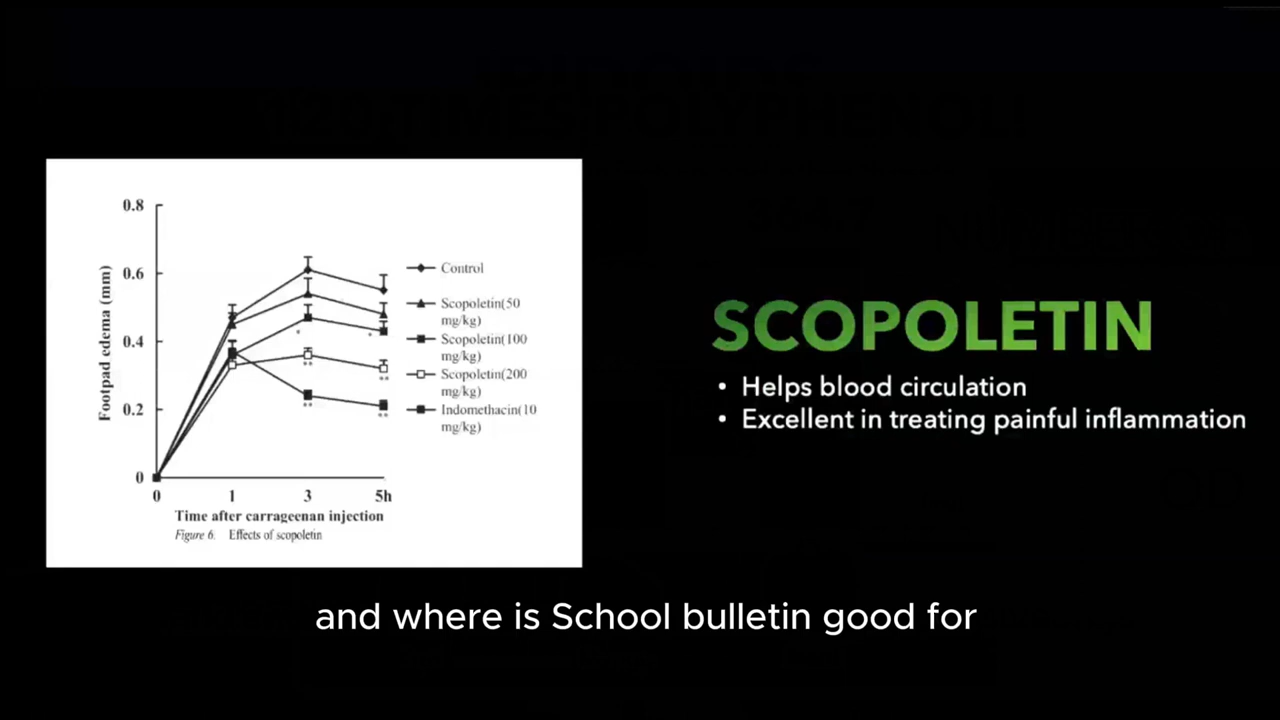 0.8
0.6
0.4
0.2
0
Footpad edema (mm)
0 1 3 5h
Time after carrageenan injection
Figure 6. Effects of scopoletin
Control
Scopoletin(50
mg/kg)
Scopoletin(100
mg/kg)
Scopoletin(200
mg/kg)
Indomethacin(10
mg/kg)
*
*
**
**
**
**
SCOPOLETIN
• Helps blood circulation
• Excellent in treating painful inflammation
and where is School bulletin good for